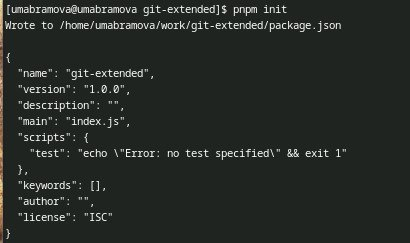 [umabramova@umabramova git-extended]$ pnpm init
Wrote to /home/umabramova/work/git-extended/package.json

{
  "name": "git-extended",
  "version": "1.0.0",
  "description": "",
  "main": "index.js",
  "scripts": {
    "test": "echo \"Error: no test specified\" && exit 1"
  },
  "keywords": [],
  "author": "",
  "license": "ISC"
}